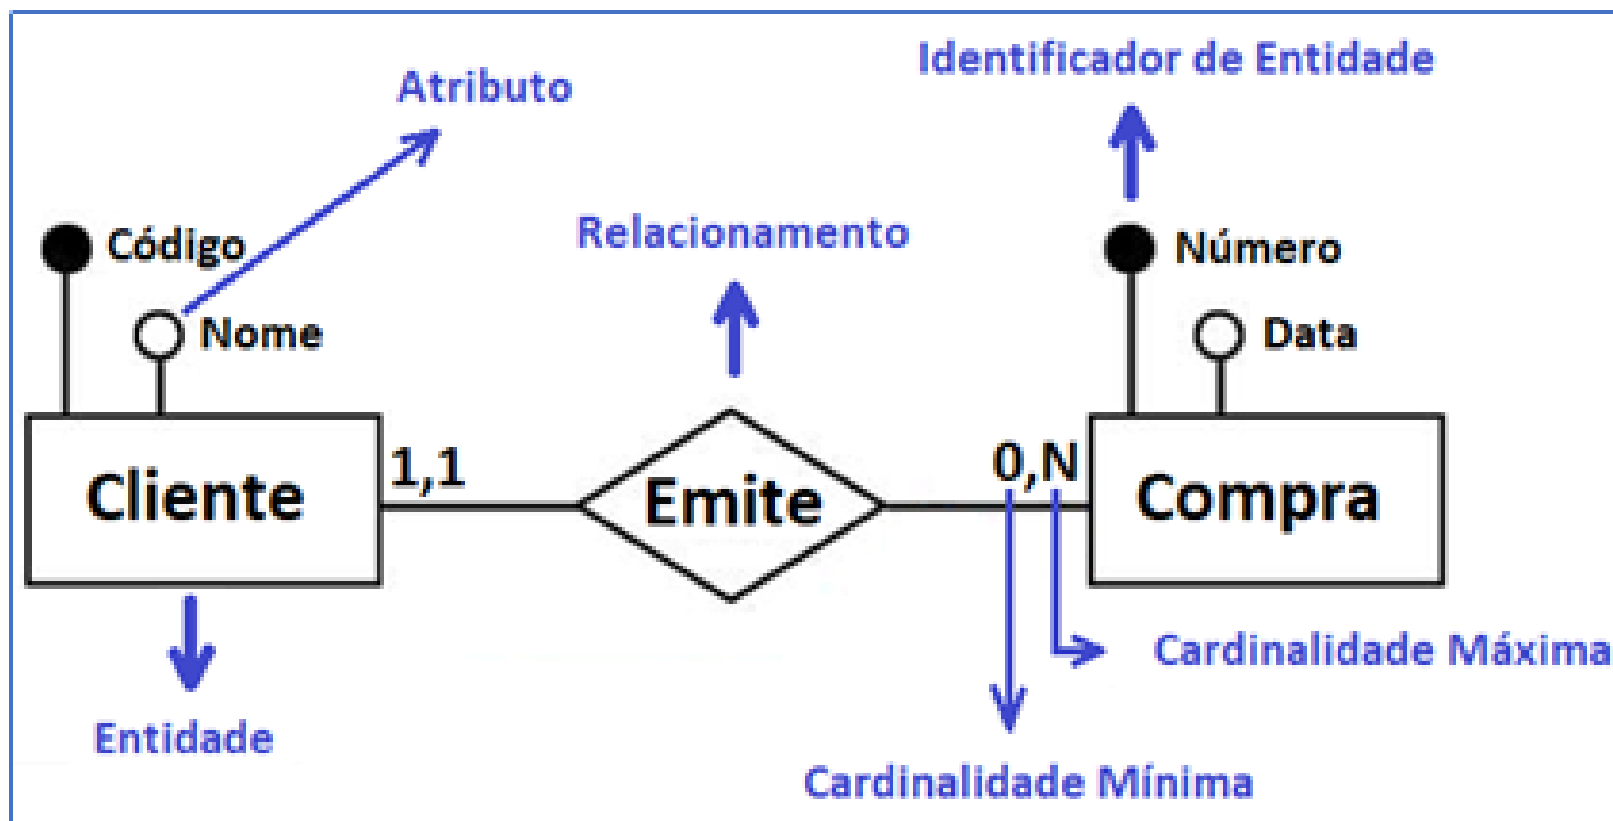 Identificador de Entidade
Atributo
Relacionamento
Código
Número
Nome
Data
Cliente
1,1
Emite
0,N
Compra
Cardinalidade Máxima
Entidade
Cardinalidade Mínima